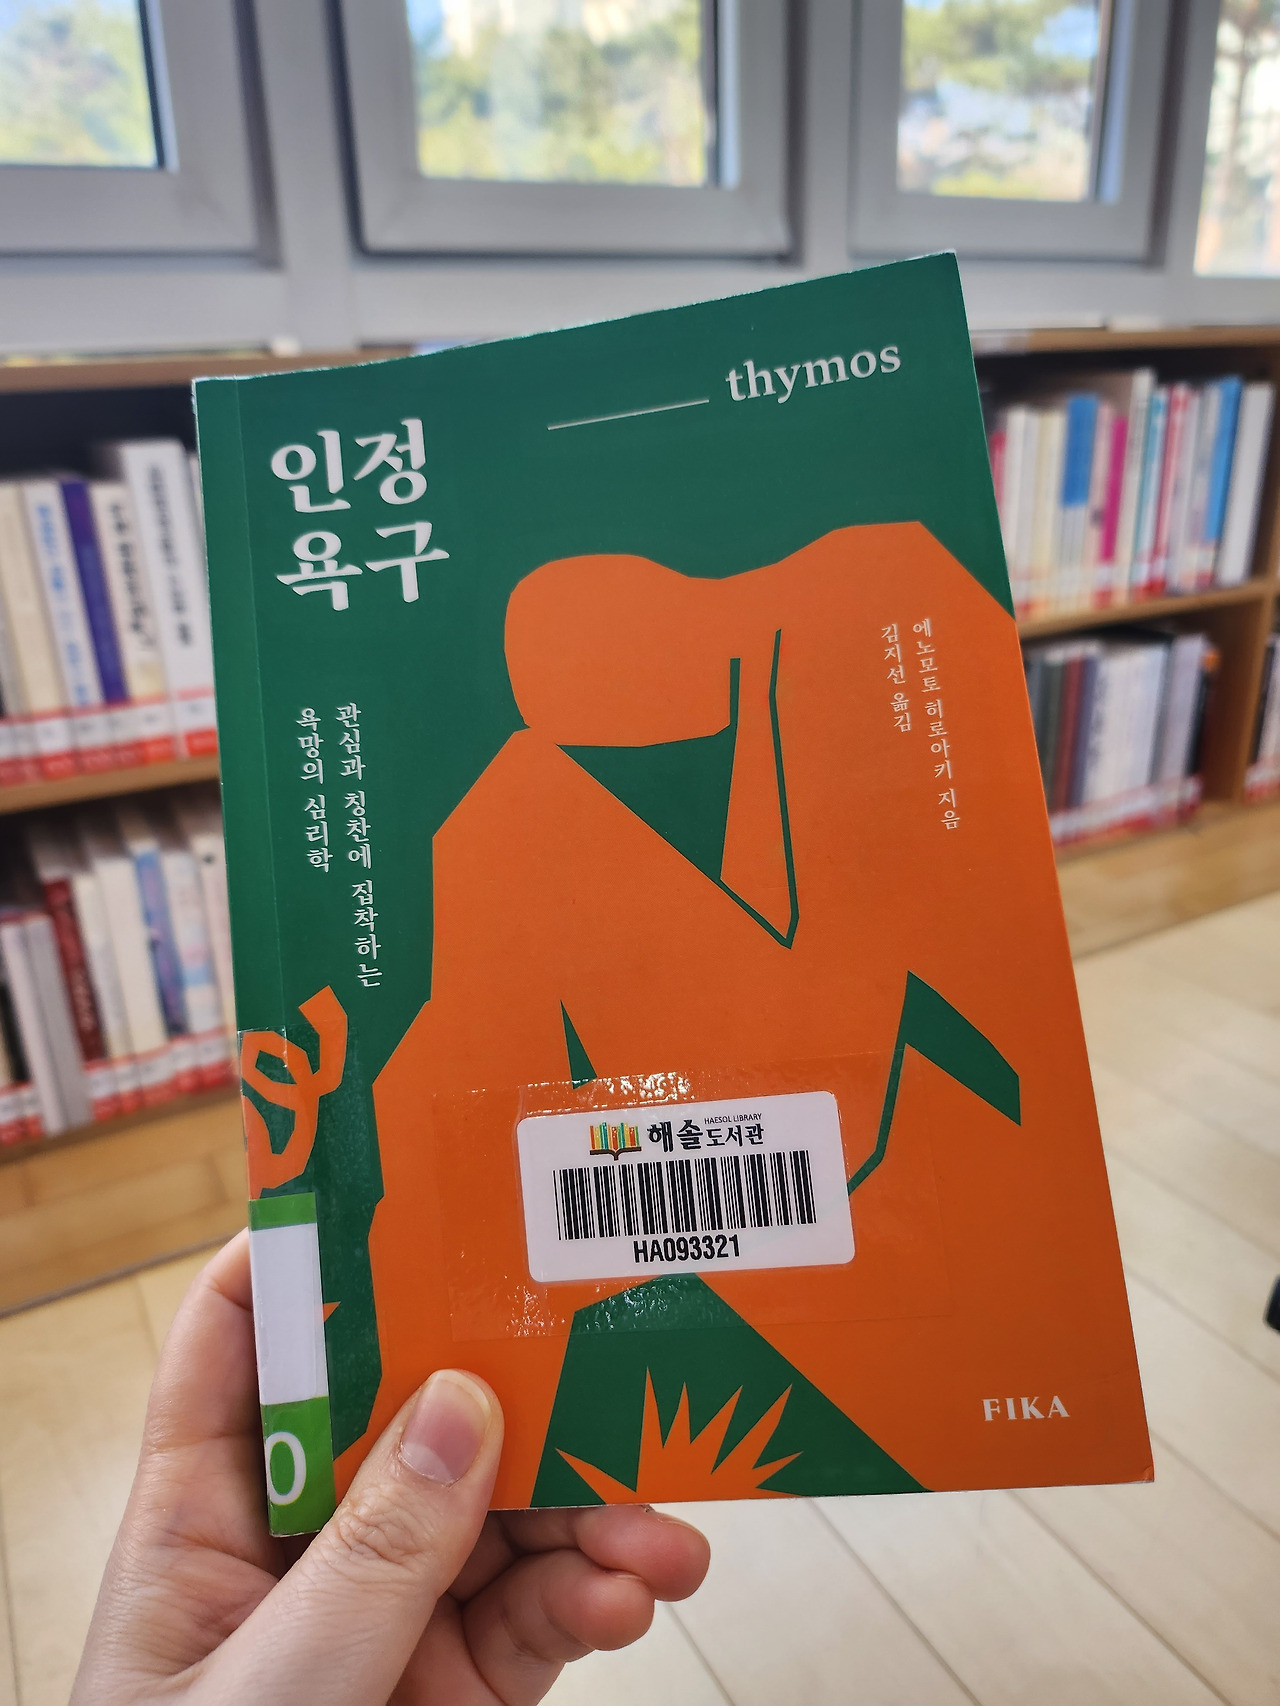 thymos
인정
욕구
관심과 칭찬에 집착하는
욕망의 심리학
에노모토 히로아키 지음
김지선 옮김
HAESOL LIBRARY
해솔도서관
HA093321
FIKA
0